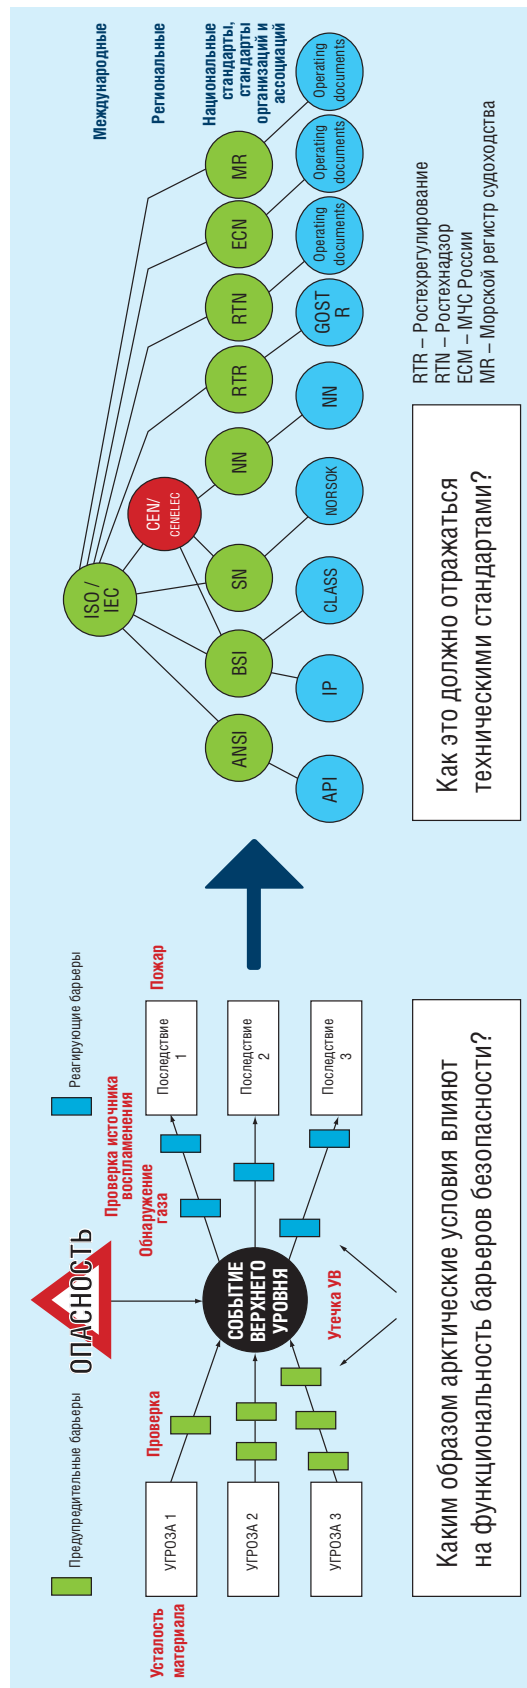 Предупредительные барьеры
Реагирующие барьеры
ОПАСНОСТЬ
Усталость
материала
Проверка
Проверка источника
воспламенения
Обнаружение
газа
Пожар
УГРОЗА 1
УГРОЗА 2
УГРОЗА 3
СОБЫТИЕ
ВЕРХНЕГО
УРОВНЯ
Утечка УВ
Последствие
1
Последствие
2
Последствие
3
Каким образом арктические условия влияют
на функциональность барьеров безопасности?
Международные
Региональные
Национальные
стандарты,
стандарты
организаций и
ассоциаций
ISO /
IEC
CEN/
CENELEC
ANSI
BSI
SN
NN
RTR
RTN
ECN
MR
API
IP
CLASS
NORSOK
NN
GOST
R
Operating
documents
Operating
documents
Operating
documents
Как это должно отражаться
техническими стандартами?
RTR – Ростехрегулирование
RTN – Ростехнадзор
ECM – МЧС России
MR – Морской регистр судоходства